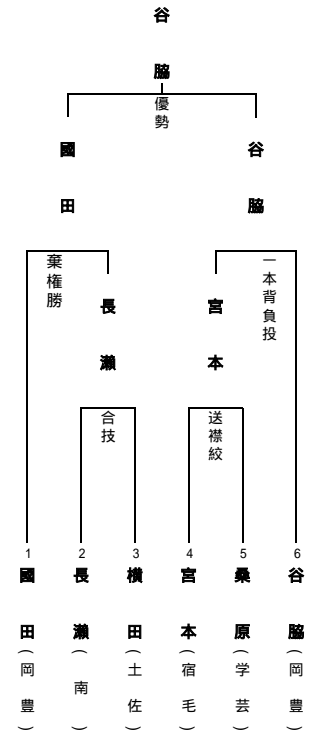 谷脇
優勢
國田
谷脇
棄権勝
一本背負投
長瀬
宮本
合技
送襟絞
1
2
3
4
5
6
國田(岡豊)
長瀬(南)
横田(土佐)
宮本(宿毛)
桑原(学芸)
谷脇(岡豊)